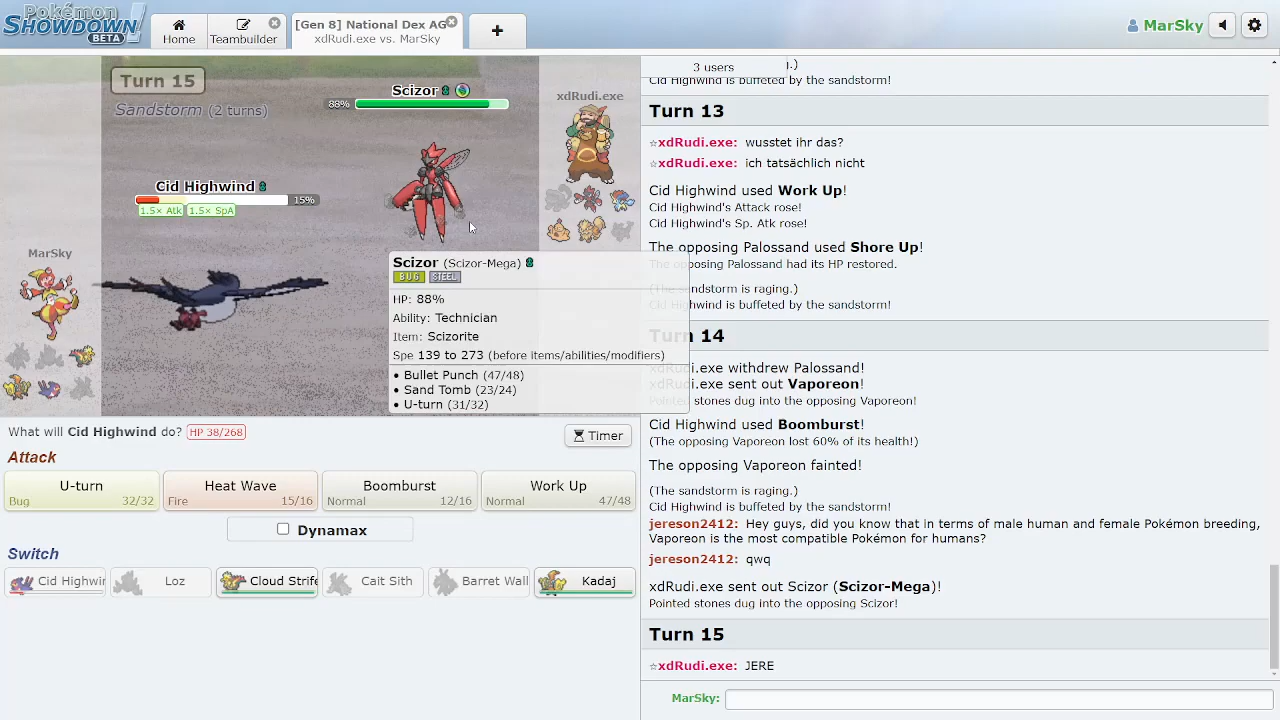 Pokémon
SHOWDOWN!
BETA
Home
Teambuilder
[Gen 8] National Dex AG
xdRudi.exe vs. MarSky
MarSky
Turn 15
Sandstorm (2 turns)
Scizor
88%
xdRudi.exe
Cid Highwind
15%
1.5× Atk
1.5× SpA
MarSky
Scizor (Scizor-Mega)
BUG
STEEL
HP: 88%
Ability: Technician
Item: Scizorite
Spe 139 to 273 (before items/abilities/modifiers)
• Bullet Punch (47/48)
• Sand Tomb (23/24)
• U-turn (31/32)
What will Cid Highwind do?
HP 38/268
Timer
Attack
U-turn
Bug
32/32
Heat Wave
Fire
15/16
Boomburst
Normal
12/16
Work Up
Normal
47/48
Dynamax
Switch
Cid Highwin
Loz
Cloud Strife
Cait Sith
Barret Wall
Kadaj
3 users
Cid Highwind is buffeted by the sandstorm!
Turn 13
☆xdRudi.exe: wusstet ihr das?
☆xdRudi.exe: ich tatsächlich nicht
Cid Highwind used Work Up!
Cid Highwind's Attack rose!
Cid Highwind's Sp. Atk rose!
The opposing Palossand used Shore Up!
The opposing Palossand had its HP restored.
(The sandstorm is raging.)
Cid Highwind is buffeted by the sandstorm!
Turn 14
xdRudi.exe withdrew Palossand!
xdRudi.exe sent out Vaporeon!
Pointed stones dug into the opposing Vaporeon!
Cid Highwind used Boomburst!
(The opposing Vaporeon lost 60% of its health!)
The opposing Vaporeon fainted!
(The sandstorm is raging.)
Cid Highwind is buffeted by the sandstorm!
jereson2412: Hey guys, did you know that in terms of male human and female Pokémon breeding,
Vaporeon is the most compatible Pokémon for humans?
jereson2412: qwq
xdRudi.exe sent out Scizor (Scizor-Mega)!
Pointed stones dug into the opposing Scizor!
Turn 15
☆xdRudi.exe: JERE
MarSky: